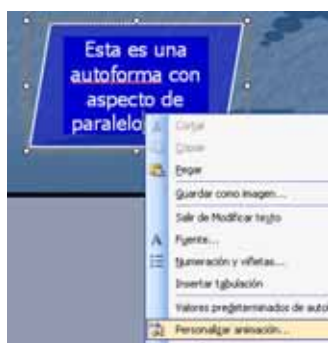 Esta es una
autoforma con
aspecto de
paralelo
Cortar
Copiar
Pegar
Guardar como imagen...
Salir de Modificar texto
Fuente...
Numeración y viñetas...
Insertar tabulación
Valores predeterminados de auto
Personalizar animación...